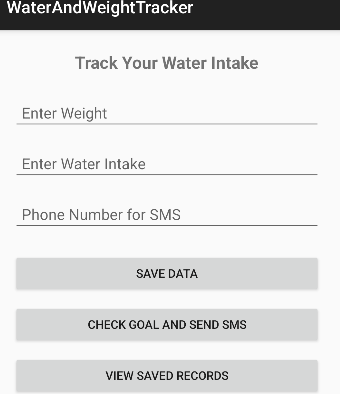 WaterAndWeightTracker
Track Your Water Intake
Enter Weight
Enter Water Intake
Phone Number for SMS
SAVE DATA
CHECK GOAL AND SEND SMS
VIEW SAVED RECORDS